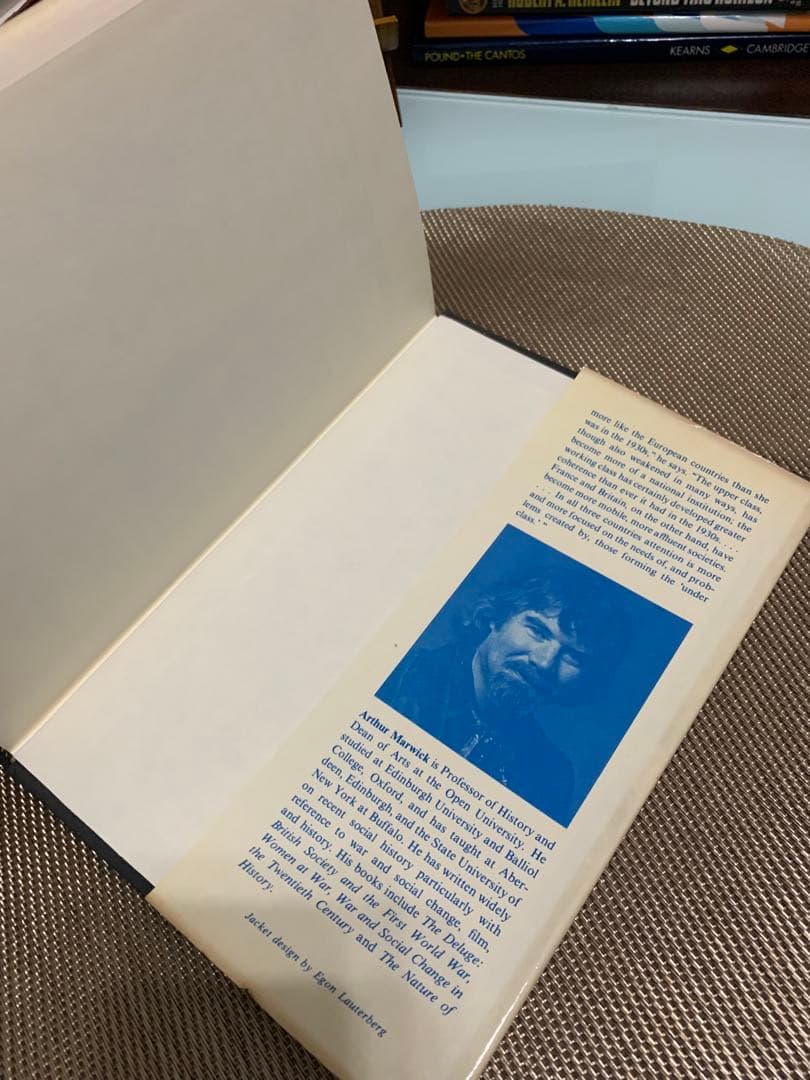 ROBERT A. HEINLEIN BEYOND THIS HORIZON
POUND • THE CANTOS KEARNS CAMBRIDGE
more like the European countries than she
was in the 1930s," he says. "The upper class,
though also weakened in many ways, has
become more of a national institution; the
working class has certainly developed greater
coherence than ever it had in the 1930s. . . .
France and Britain, on the other hand, have
become more mobile, more affluent societies.
. . . In all three countries attention is more
and more focused on the needs of, and prob-
lems created by, those forming the 'under
class.' "
Arthur Marwick is Professor of History and
Dean of Arts at the Open University. He
studied at Edinburgh University and Balliol
College, Oxford, and has taught at Aber-
deen, Edinburgh, and the State University of
New York at Buffalo. He has written widely
on recent social history particularly with
reference to war and social change, film,
and history. His books include The Deluge:
British Society and the First World War,
Women at War, War and Social Change in
the Twentieth Century and The Nature of
History.
Jacket design by Egon Lauterberg